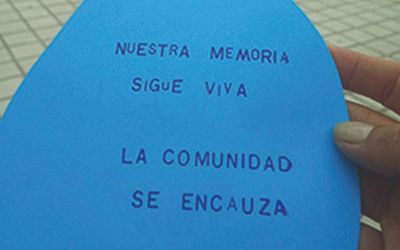 NUESTRA MEMORIA
SIGUE VIVA
LA COMUNIDAD
SE ENCAUZA